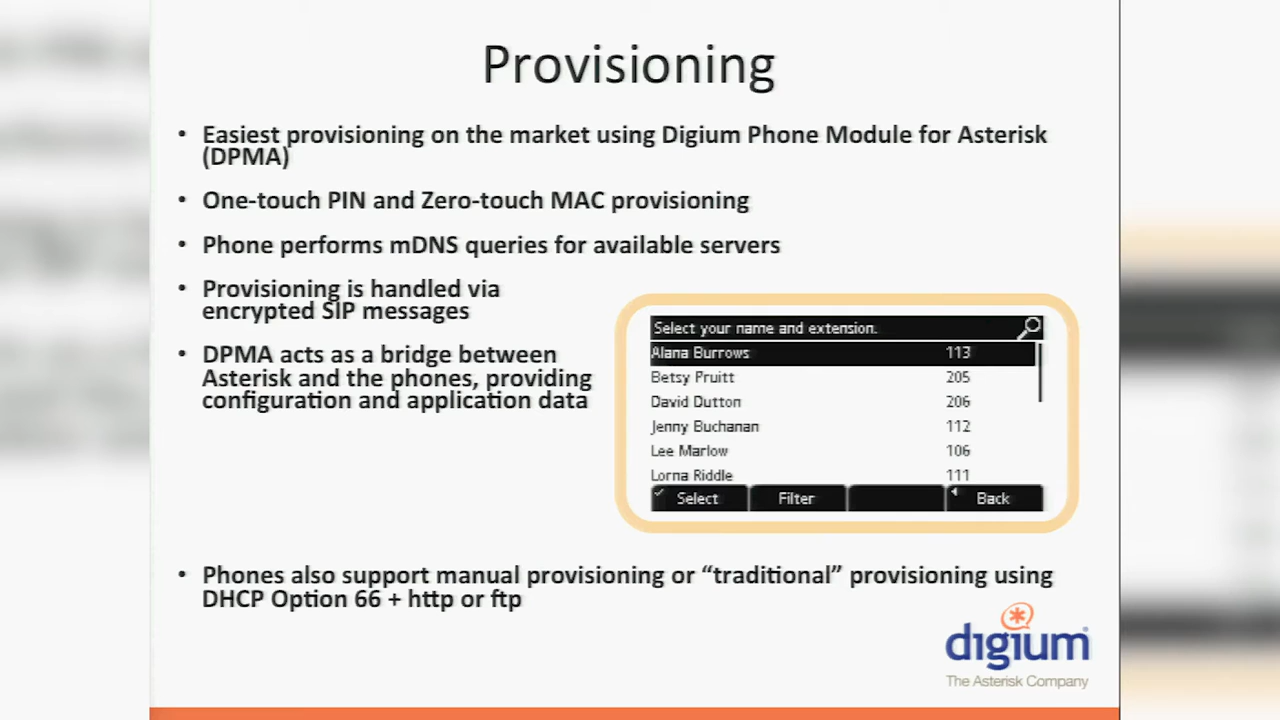 Provisioning
• Easiest provisioning on the market using Digium Phone Module for Asterisk
(DPMA)
• One-touch PIN and Zero-touch MAC provisioning
• Phone performs mDNS queries for available servers
• Provisioning is handled via
encrypted SIP messages
• DPMA acts as a bridge between
Asterisk and the phones, providing
configuration and application data
Select your name and extension.
Alana Burrows 113
Betsy Pruitt 205
David Dutton 206
Jenny Buchanan 112
Lee Marlow 106
Lorna Riddle 111
Select Filter Back
• Phones also support manual provisioning or “traditional” provisioning using
DHCP Option 66 + http or ftp
digium
The Asterisk Company